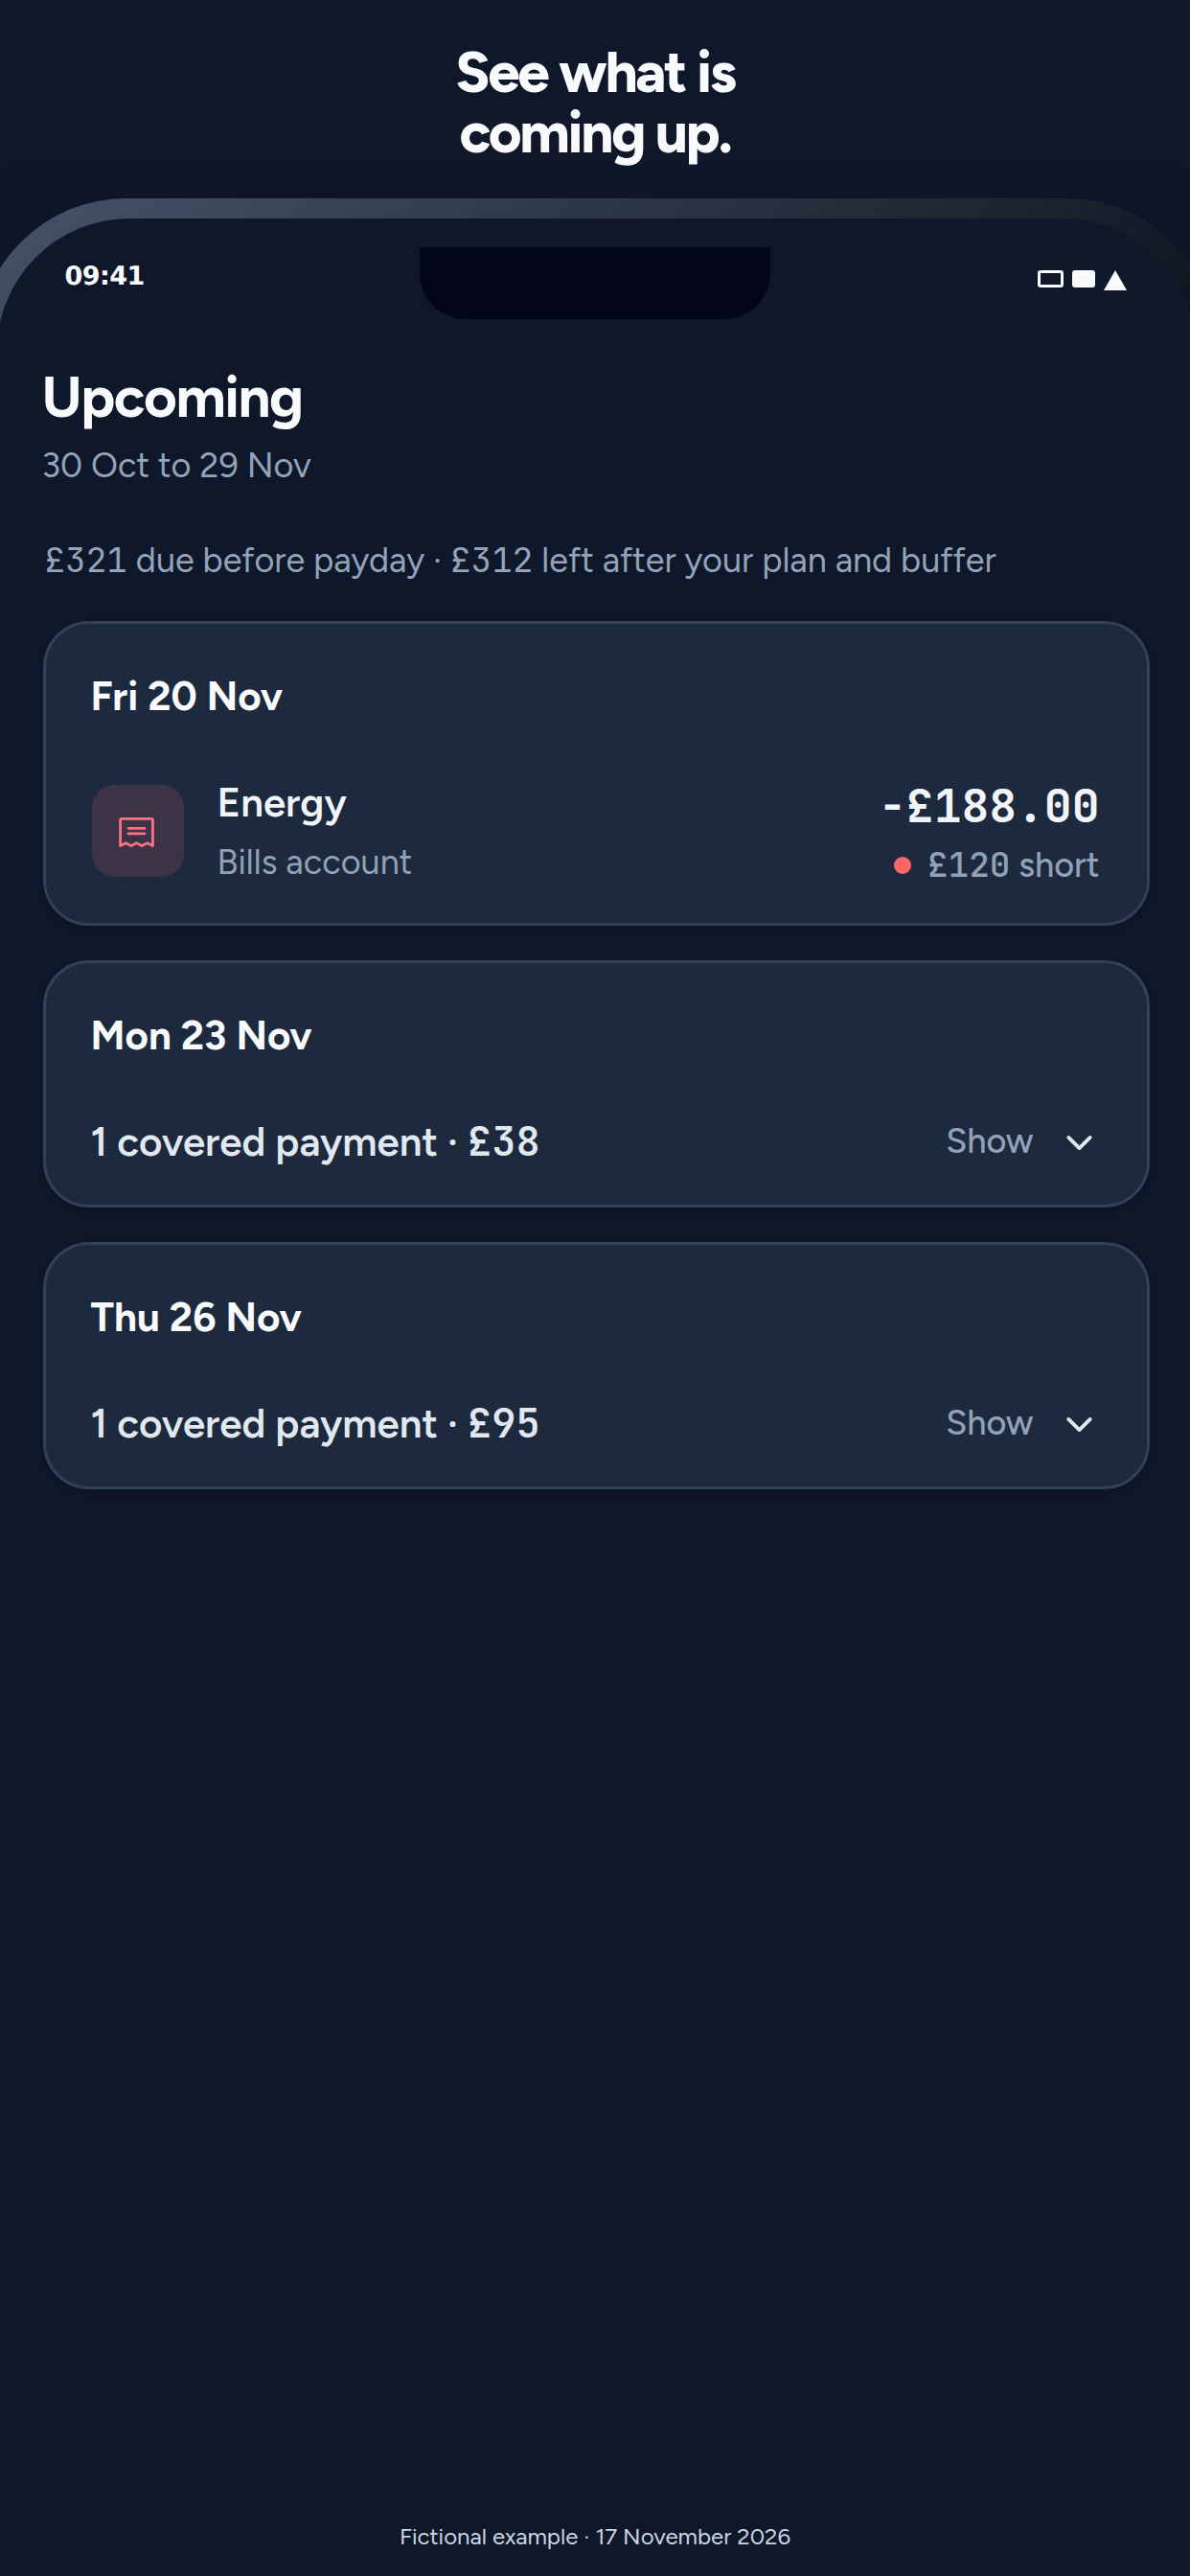 See what is
coming up.
09:41
Upcoming
30 Oct to 29 Nov
£321 due before payday · £312 left after your plan and buffer
Fri 20 Nov
Energy
-£188.00
Bills account
£120 short
Mon 23 Nov
1 covered payment · £38
Show
Thu 26 Nov
1 covered payment · £95
Show
Fictional example · 17 November 2026